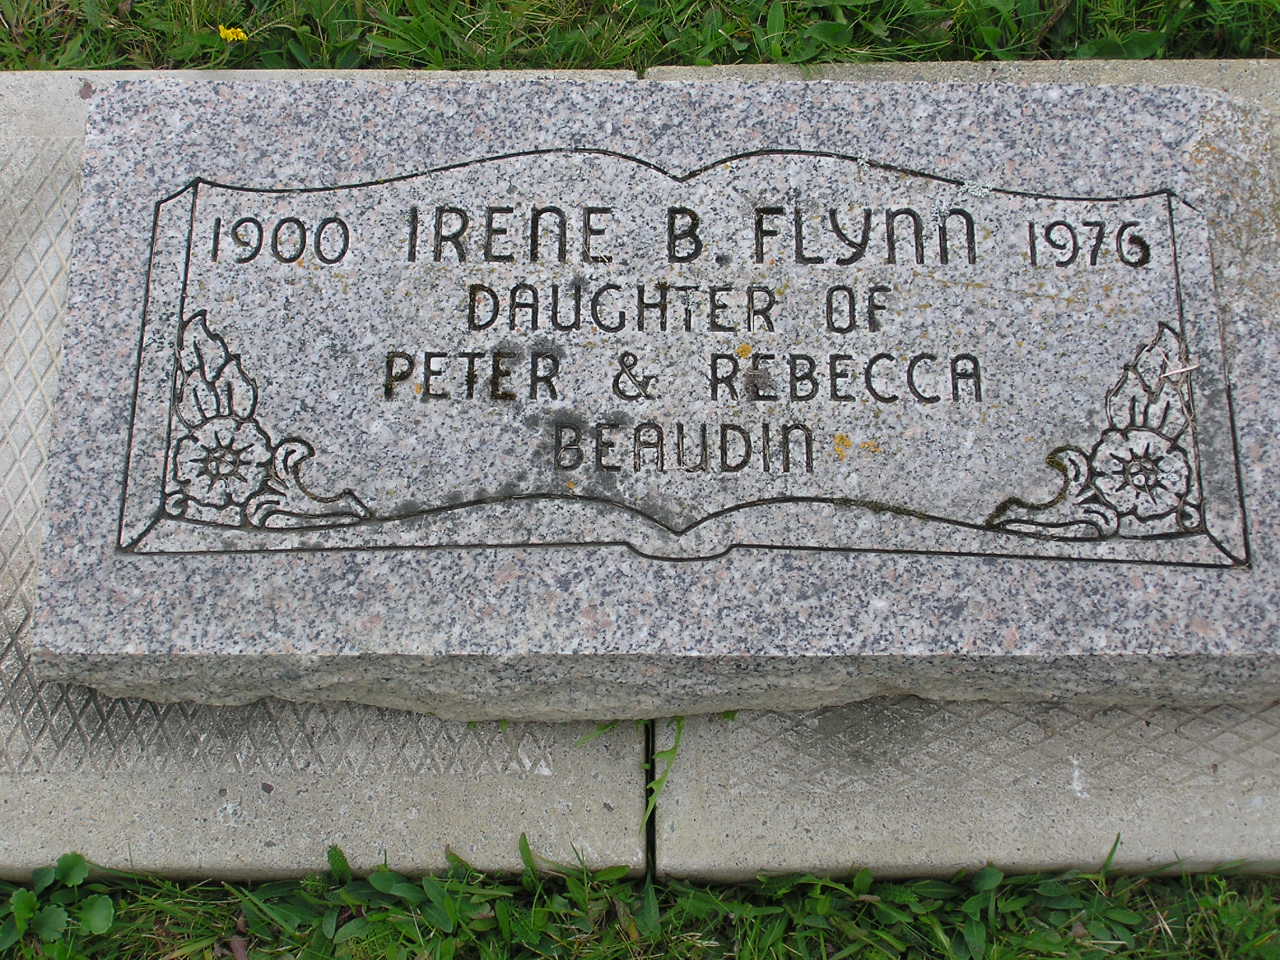 1900 IRENE B. FLYNN 1976
DAUGHTER OF
PETER & REBECCA
BEAUDIN